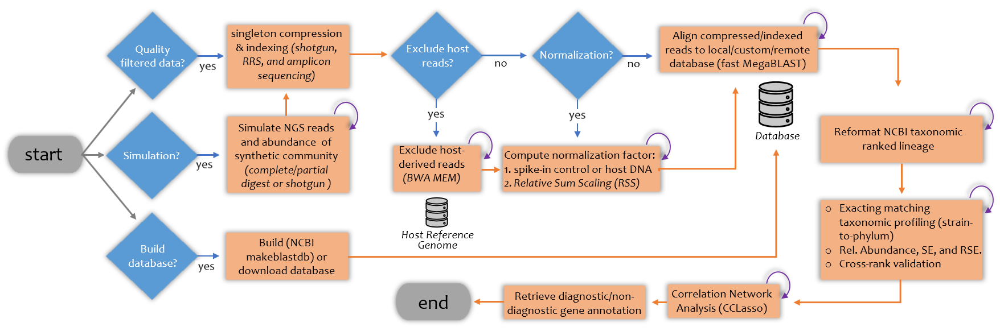 start
Quality
filtered data?
yes
singleton compression
& indexing (shotgun,
RRS, and amplicon
sequencing)
Exclude host
reads?
no
yes
Normalization?
no
yes
Align compressed/indexed
reads to local/custom/remote
database (fast MegaBLAST)
Database
Simulation?
yes
Simulate NGS reads
and abundance of
synthetic community
(complete/partial
digest or shotgun )
Exclude host-
derived reads
(BWA MEM)
Host Reference
Genome
Compute normalization factor:
1. spike-in control or host DNA
2. Relative Sum Scaling (RSS)
Reformat NCBI taxonomic
ranked lineage
Build
database?
yes
Build (NCBI
makeblastdb) or
download database
o Exacting matching
taxonomic profiling (strain-
to-phylum)
o Rel. Abundance, SE, and RSE.
o Cross-rank validation
Correlation Network
Analysis (CCLasso)
Retrieve diagnostic/non-
diagnostic gene annotation
end